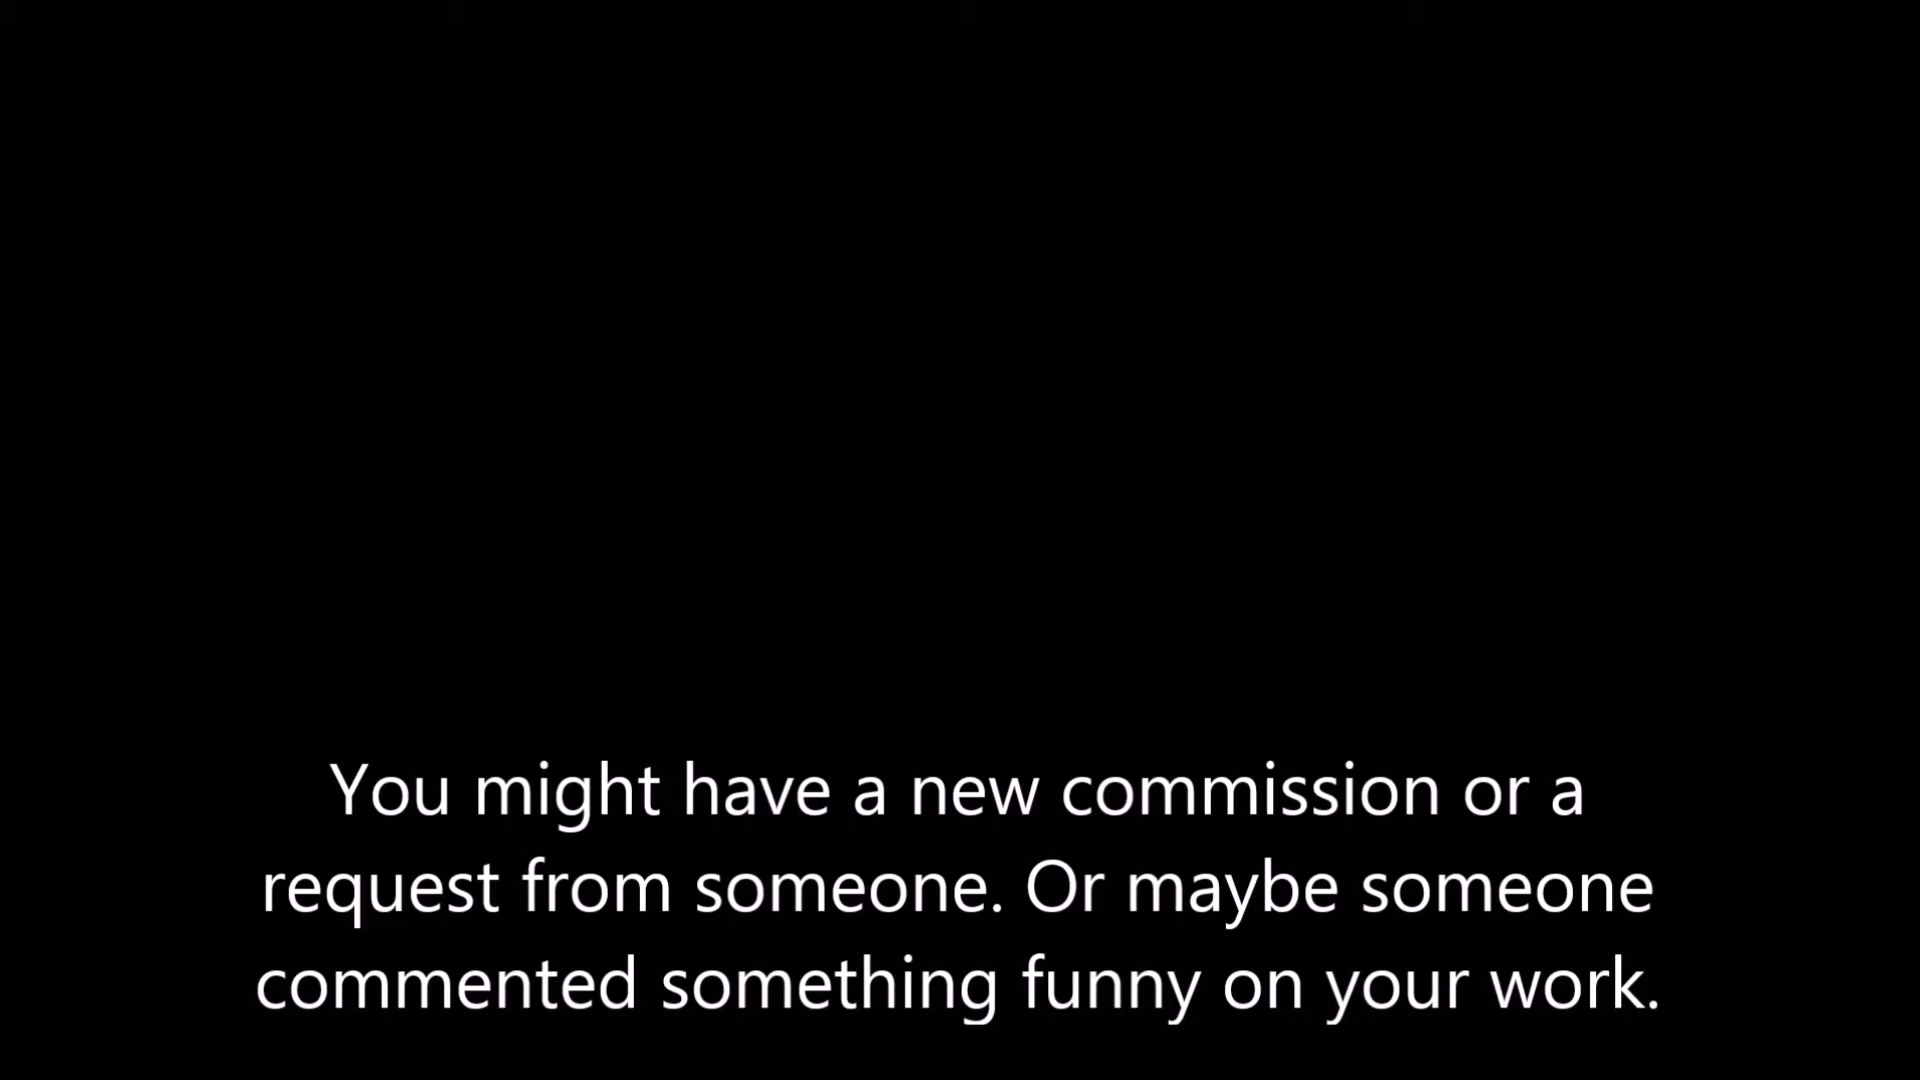 You might have a new commission or a
request from someone. Or maybe someone
commented something funny on your work.